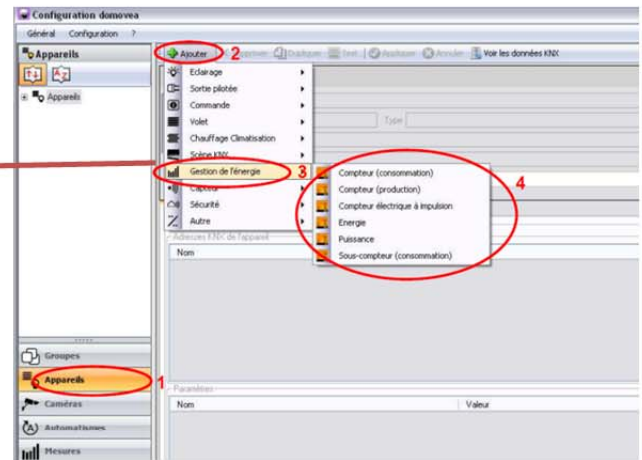 Configuration domovea
Général Configuration ?
Appareils
Ajouter 2 Supprimer Dupliquer Appliquer Annuler Voir les données KNX
Appareils
Eclairage
Sortie pilotée
Commande
Volet
Type
Chauffage Climatisation
Scène KNX
Gestion de l'énergie 3
Capteur
Sécurité
Autre
Compteur (consommation) 4
Compteur (production)
Compteur électrique à impulsion
Energie
Puissance
Sous-compteur (consommation)
Adresses KNX de l'appareil
Nom
Groupes
Appareils 1
Caméras
Automatismes
Mesures
Paramètres
Nom Valeur